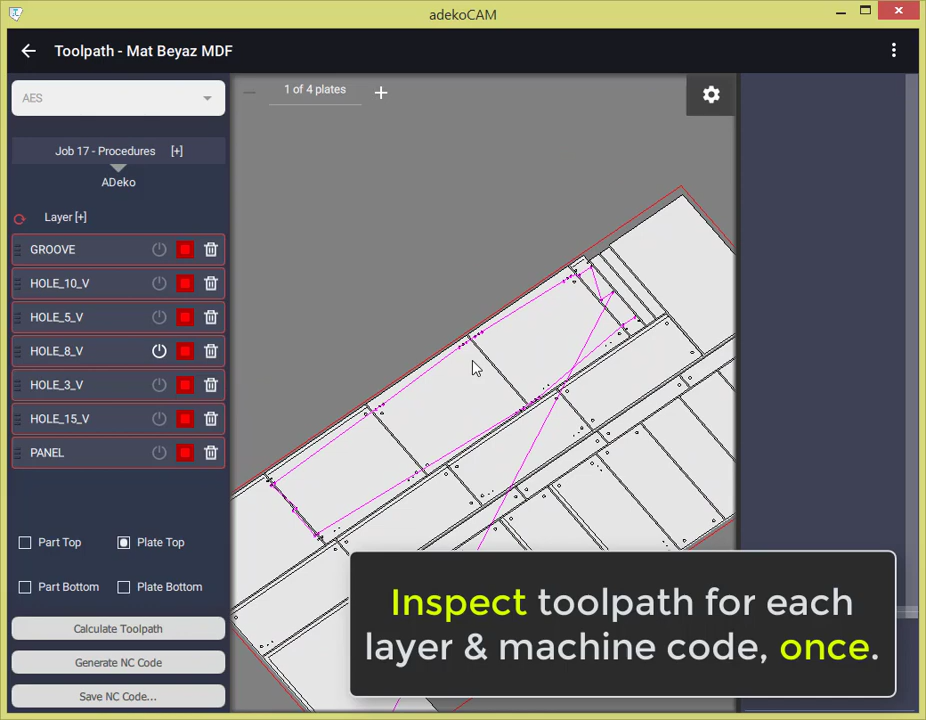 adekoCAM
Toolpath - Mat Beyaz MDF
AES
1 of 4 plates
Job 17 - Procedures [+]
ADeko
Layer [+]
GROOVE
HOLE_10_V
HOLE_5_V
HOLE_8_V
HOLE_3_V
HOLE_15_V
PANEL
Part Top
Plate Top
Part Bottom
Plate Bottom
Calculate Toolpath
Generate NC Code
Save NC Code...
Inspect toolpath for each
layer & machine code, once.